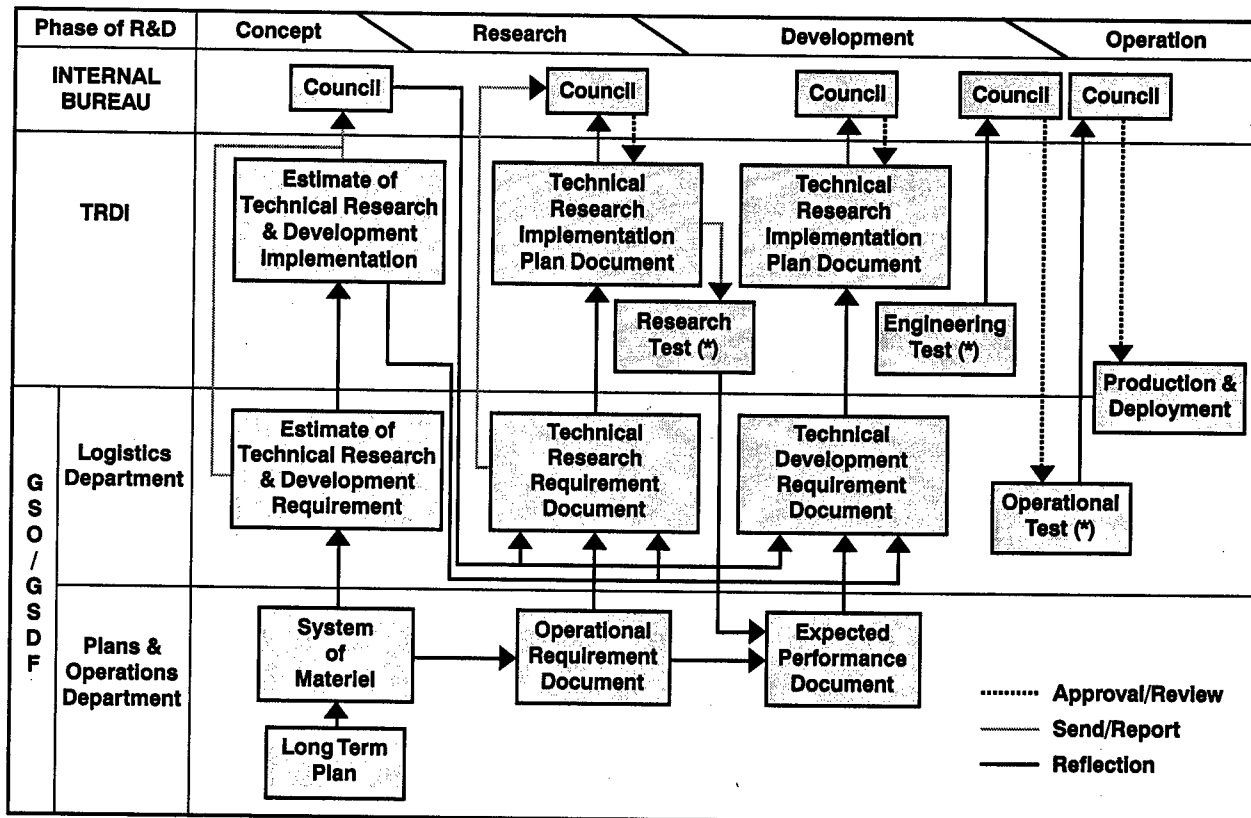 Phase of R&D
Concept
Research
Development
Operation
INTERNAL
BUREAU
Council
Council
Council
Council
Council
TRDI
Estimate of
Technical Research
& Development
Implementation
Technical
Research
Implementation
Plan Document
Technical
Research
Implementation
Plan Document
Research
Test (*)
Engineering
Test (*)
Production &
Deployment
G
S
O
/
G
S
D
F
Logistics
Department
Estimate of
Technical Research
& Development
Requirement
Technical
Research
Requirement
Document
Technical
Development
Requirement
Document
Operational
Test (*)
Plans &
Operations
Department
System
of
Materiel
Operational
Requirement
Document
Expected
Performance
Document
Long Term
Plan
Approval/Review
Send/Report
Reflection